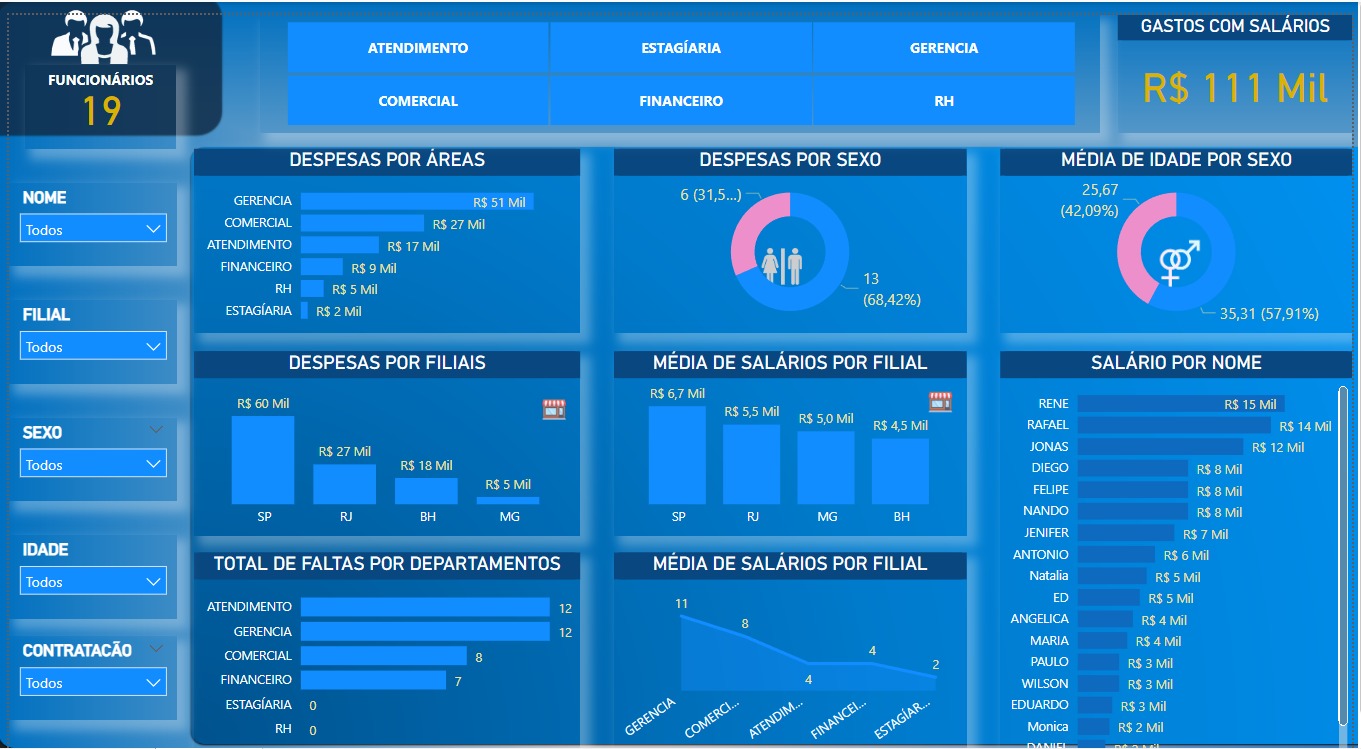 FUNCIONÁRIOS
19
ATENDIMENTO
ESTAGÍARIA
GERENCIA
COMERCIAL
FINANCEIRO
RH
GASTOS COM SALÁRIOS
R$ 111 Mil
NOME
Todos
FILIAL
Todos
SEXO
Todos
IDADE
Todos
CONTRATACÃO
Todos
DESPESAS POR ÁREAS
GERENCIA R$ 51 Mil
COMERCIAL R$ 27 Mil
ATENDIMENTO R$ 17 Mil
FINANCEIRO R$ 9 Mil
RH R$ 5 Mil
ESTAGÍARIA R$ 2 Mil
DESPESAS POR SEXO
6 (31,5...)
13
(68,42%)
MÉDIA DE IDADE POR SEXO
25,67
(42,09%)
35,31 (57,91%)
DESPESAS POR FILIAIS
R$ 60 Mil
R$ 27 Mil
R$ 18 Mil
R$ 5 Mil
SP
RJ
BH
MG
MÉDIA DE SALÁRIOS POR FILIAL
R$ 6,7 Mil
R$ 5,5 Mil
R$ 5,0 Mil
R$ 4,5 Mil
SP
RJ
MG
BH
SALÁRIO POR NOME
RENE R$ 15 Mil
RAFAEL R$ 14 Mil
JONAS R$ 12 Mil
DIEGO R$ 8 Mil
FELIPE R$ 8 Mil
NANDO R$ 8 Mil
JENIFER R$ 7 Mil
ANTONIO R$ 6 Mil
Natalia R$ 5 Mil
ED R$ 5 Mil
ANGELICA R$ 4 Mil
MARIA R$ 4 Mil
PAULO R$ 3 Mil
WILSON R$ 3 Mil
EDUARDO R$ 3 Mil
Monica R$ 2 Mil
DANIEL R$ 2 Mil
TOTAL DE FALTAS POR DEPARTAMENTOS
ATENDIMENTO 12
GERENCIA 12
COMERCIAL 8
FINANCEIRO 7
ESTAGÍARIA 0
RH 0
MÉDIA DE SALÁRIOS POR FILIAL
11
8
4
4
2
GERENCIA
COMERCI...
ATENDIM...
FINANCEI...
ESTAGÍAR...